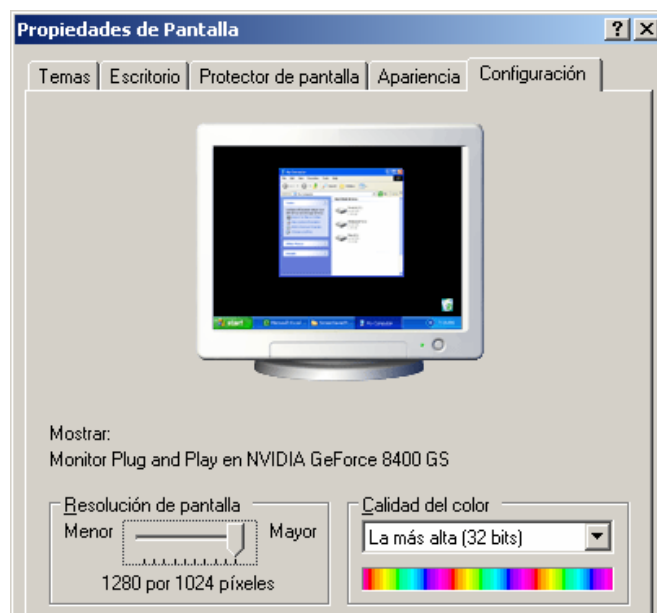 Propiedades de Pantalla
Temas Escritorio Protector de pantalla Apariencia Configuración
start
Mostrar:
Monitor Plug and Play en NVIDIA GeForce 8400 GS
Resolución de pantalla
Menor Mayor
1280 por 1024 píxeles
Calidad del color
La más alta (32 bits)